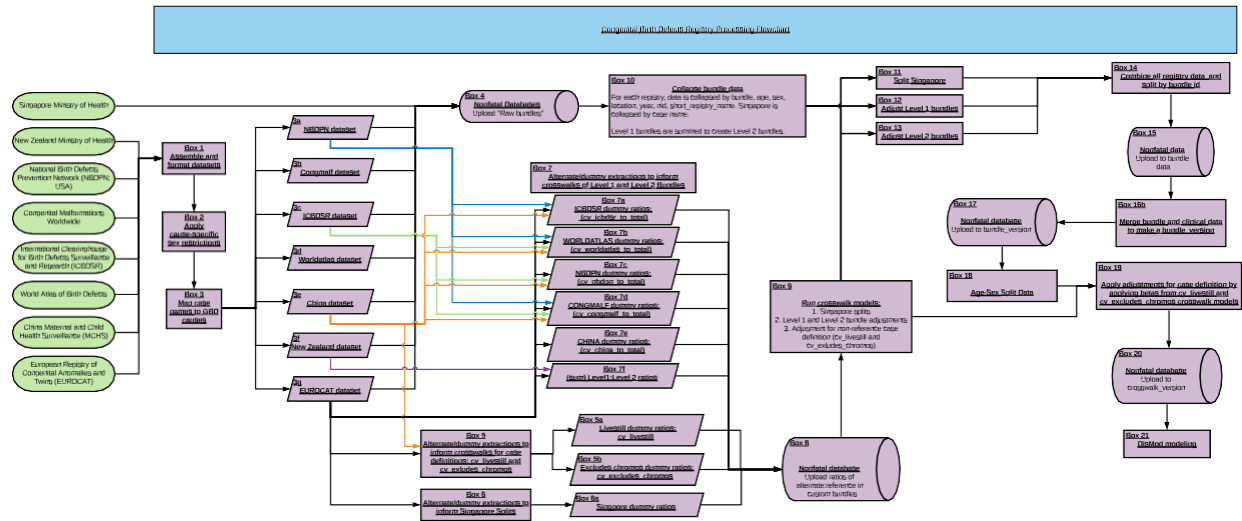 Congenital Birth Defects Registry Processing Flowchart
Singapore Ministry of Health
New Zealand Ministry of Health
National Birth Defects
Prevention Network (NBDPN;
USA)
Congenital Malformations
Worldwide
International Clearinghouse
for Birth Defects Surveillance
and Research (ICBDSR)
World Atlas of Birth Defects
China Maternal and Child
Health Surveillance (MCHS)
European Registry of
Congenital Anomalies and
Twins (EUROCAT)
Box 1
Assemble and
format datasets
Box 2
Apply
cause-specific
sex restrictions
Box 3
Map case
names to GBD
causes
3a
NBDPN dataset
3b
Congmalf dataset
3c
ICBDSR dataset
3d
Worldatlas dataset
3e
China dataset
3f
New Zealand dataset
3g
EUROCAT dataset
Box 4
Nonfatal Databases
Upload "Raw bundles"
Box 5
Alternate/dummy extractions to
inform crosswalks for case
definitions: cv_livestill and
cv_exludes_chromos
Box 6
Alternate/dummy extractions to
inform Singapore Splits
Box 10
Collapse bundle data
For each registry, data is collapsed by bundle, age, sex,
location, year, nid, short_registry_name. Singapore is
collapsed by case name.
Level 1 bundles are summed to create Level 2 bundles.
Box 7
Alternate/dummy extractions to inform
crosswalks of Level 1 and Level 2 Bundles
Box 7a
ICBDSR dummy ratios:
(cv_icbdsr_to_total)
Box 7b
WORLDATLAS dummy ratios:
(cv_worldatlas_to_total)
Box 7c
NBDPN dummy ratios:
(cv_nbdpn_to_total)
Box 7d
CONGMALF dummy ratios:
(cv_congmalf_to_total)
Box 7e
CHINA dummy ratios:
(cv_china_to_total)
Box 7f
(sum) Level1:Level 2 ratios
Box 5a
Livestill dummy ratios:
cv_livestill
Box 5b
Excludes chromos dummy ratios:
cv_excludes_chromos
Box 6a
Singapore dummy ratios
Box 8
Nonfatal database
Upload ratios of
alternate:reference in
custom bundles
Box 9
Run crosswalk models:
1. Singapore splits
2. Level 1 and Level 2 bundle adjustments
3. Adjustment for non-reference case
definition (cv_livestill and
cv_exludes_chromos)
Box 11
Split Singapore
Box 12
Adjust Level 1 bundles
Box 13
Adjust Level 2 bundles
Box 14
Combine all registry data and
split by bundle id
Box 15
Nonfatal data
Upload to bundle
data
Box 16b
Merge bundle and clinical data
to make a bundle_version
Box 17
Nonfatal database
Upload to bundle_version
Box 18
Age-Sex Split Data
Box 19
Apply adjustments for case definition by
applying betas from cv_livestill and
cv_excludes_chromos crosswalk models
Box 20
Nonfatal database
Upload to
crosswalk_version
Box 21
DisMod modeling